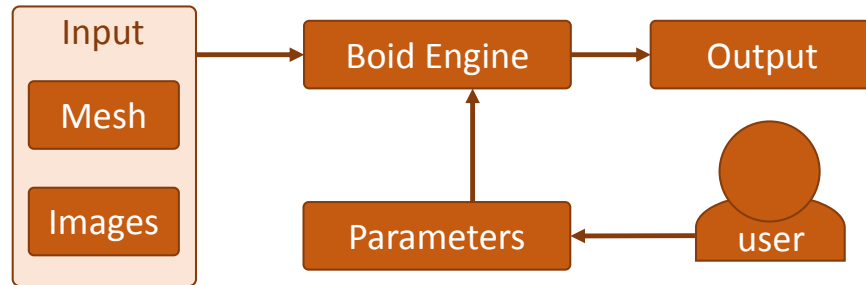 Input
Mesh
Images
Boid Engine
Output
Parameters
user